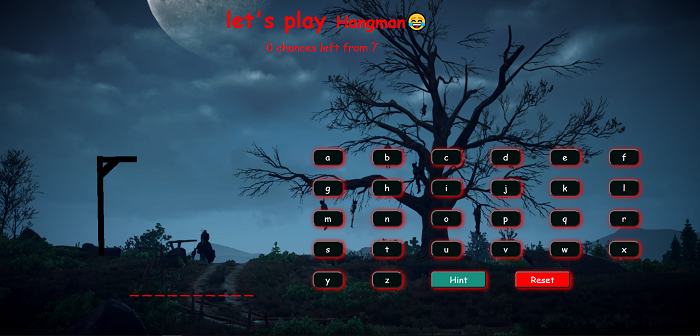 let's play Hangman😂
0 chances left from 7
a b c d e f
g h i j k l
m n o p q r
s t u v w x
y z Hint Reset